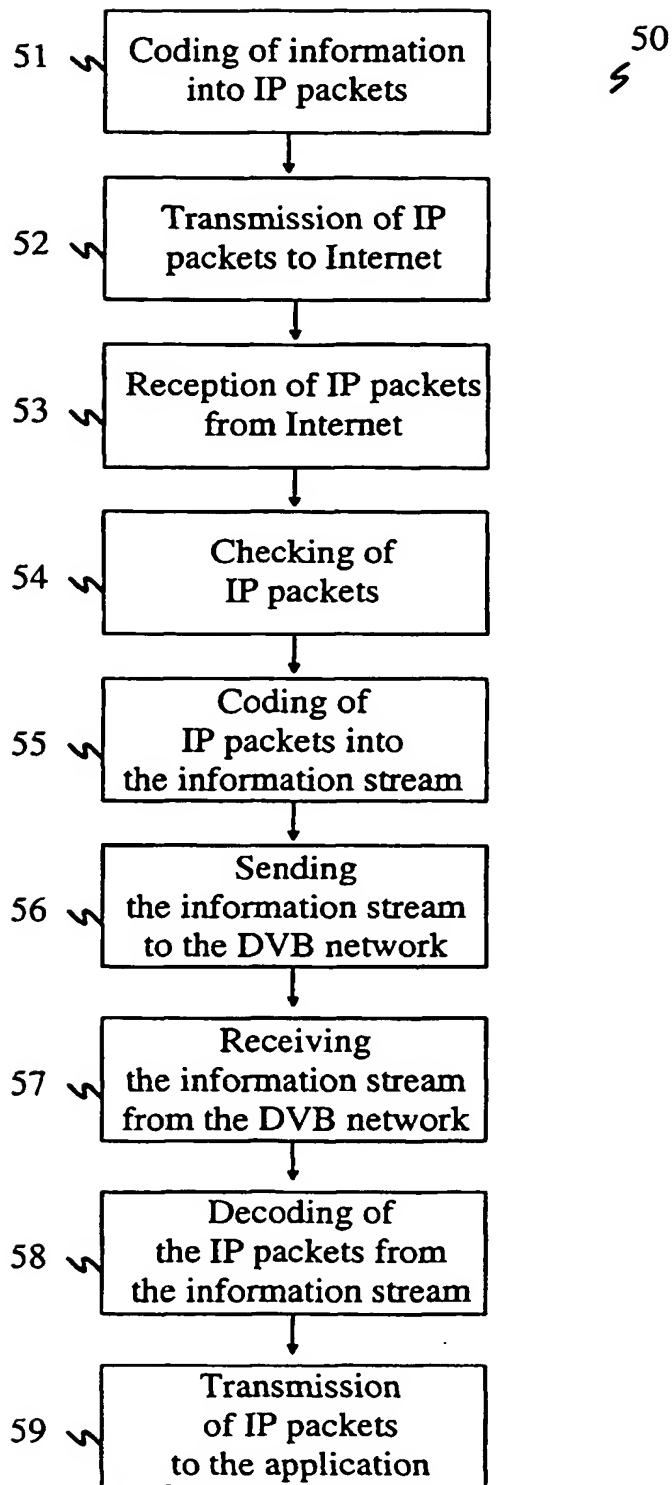 50
51
Coding of information
into IP packets
52
Transmission of IP
packets to Internet
53
Reception of IP packets
from Internet
54
Checking of
IP packets
55
Coding of
IP packets into
the information stream
56
Sending
the information stream
to the DVB network
57
Receiving
the information stream
from the DVB network
58
Decoding of
the IP packets from
the information stream
59
Transmission
of IP packets
to the application